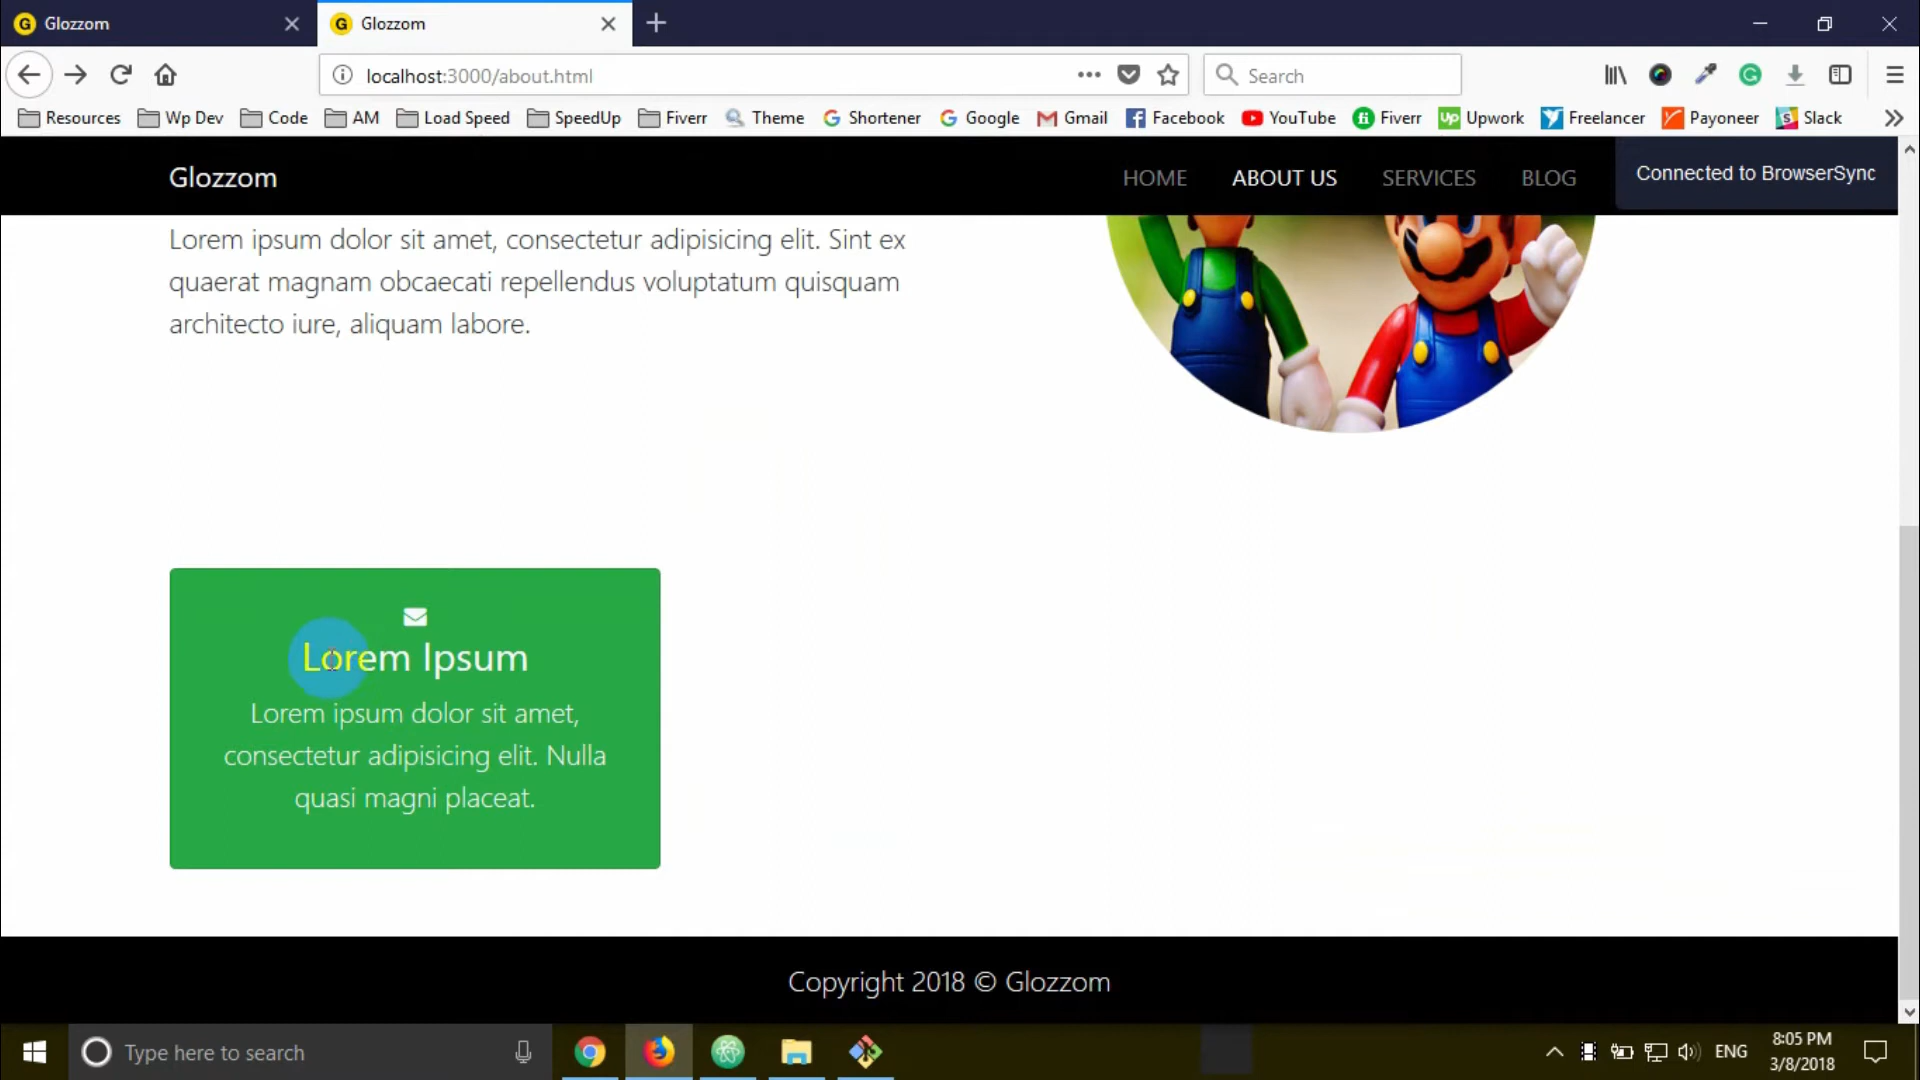 Glozzom
Glozzom
localhost:3000/about.html
Search
Resources
Wp Dev
Code
AM
Load Speed
SpeedUp
Fiverr
Theme
Shortener
Google
Gmail
Facebook
YouTube
Fiverr
Upwork
Freelancer
Payoneer
Slack
Glozzom
HOME
ABOUT US
SERVICES
BLOG
Connected to BrowserSync
Lorem ipsum dolor sit amet, consectetur adipisicing elit. Sint ex
quaerat magnam obcaecati repellendus voluptatum quisquam
architecto iure, aliquam labore.
Lorem Ipsum
Lorem ipsum dolor sit amet,
consectetur adipisicing elit. Nulla
quasi magni placeat.
Copyright 2018 © Glozzom
Type here to search
ENG
8:05 PM
3/8/2018